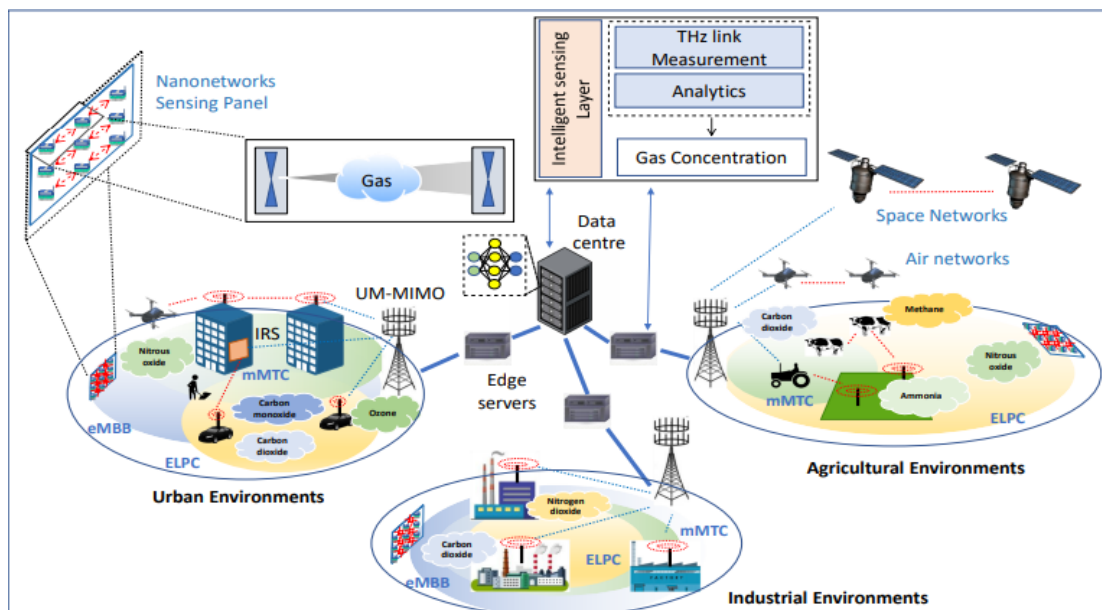 Nanonetworks
Sensing Panel
Gas
Intelligent sensing
Layer
THz link
Measurement
Analytics
Gas Concentration
Data
centre
Space Networks
Air networks
UM-MIMO
IRS
Nitrous
oxide
mMTC
eMBB
Carbon
monoxide
Ozone
Carbon
dioxide
ELPC
Urban Environments
Edge
servers
Carbon
dioxide
Methane
Nitrous
oxide
mMTC
Ammonia
ELPC
Agricultural Environments
Nitrogen
dioxide
mMTC
Carbon
dioxide
ELPC
eMBB
FACTORY
Industrial Environments